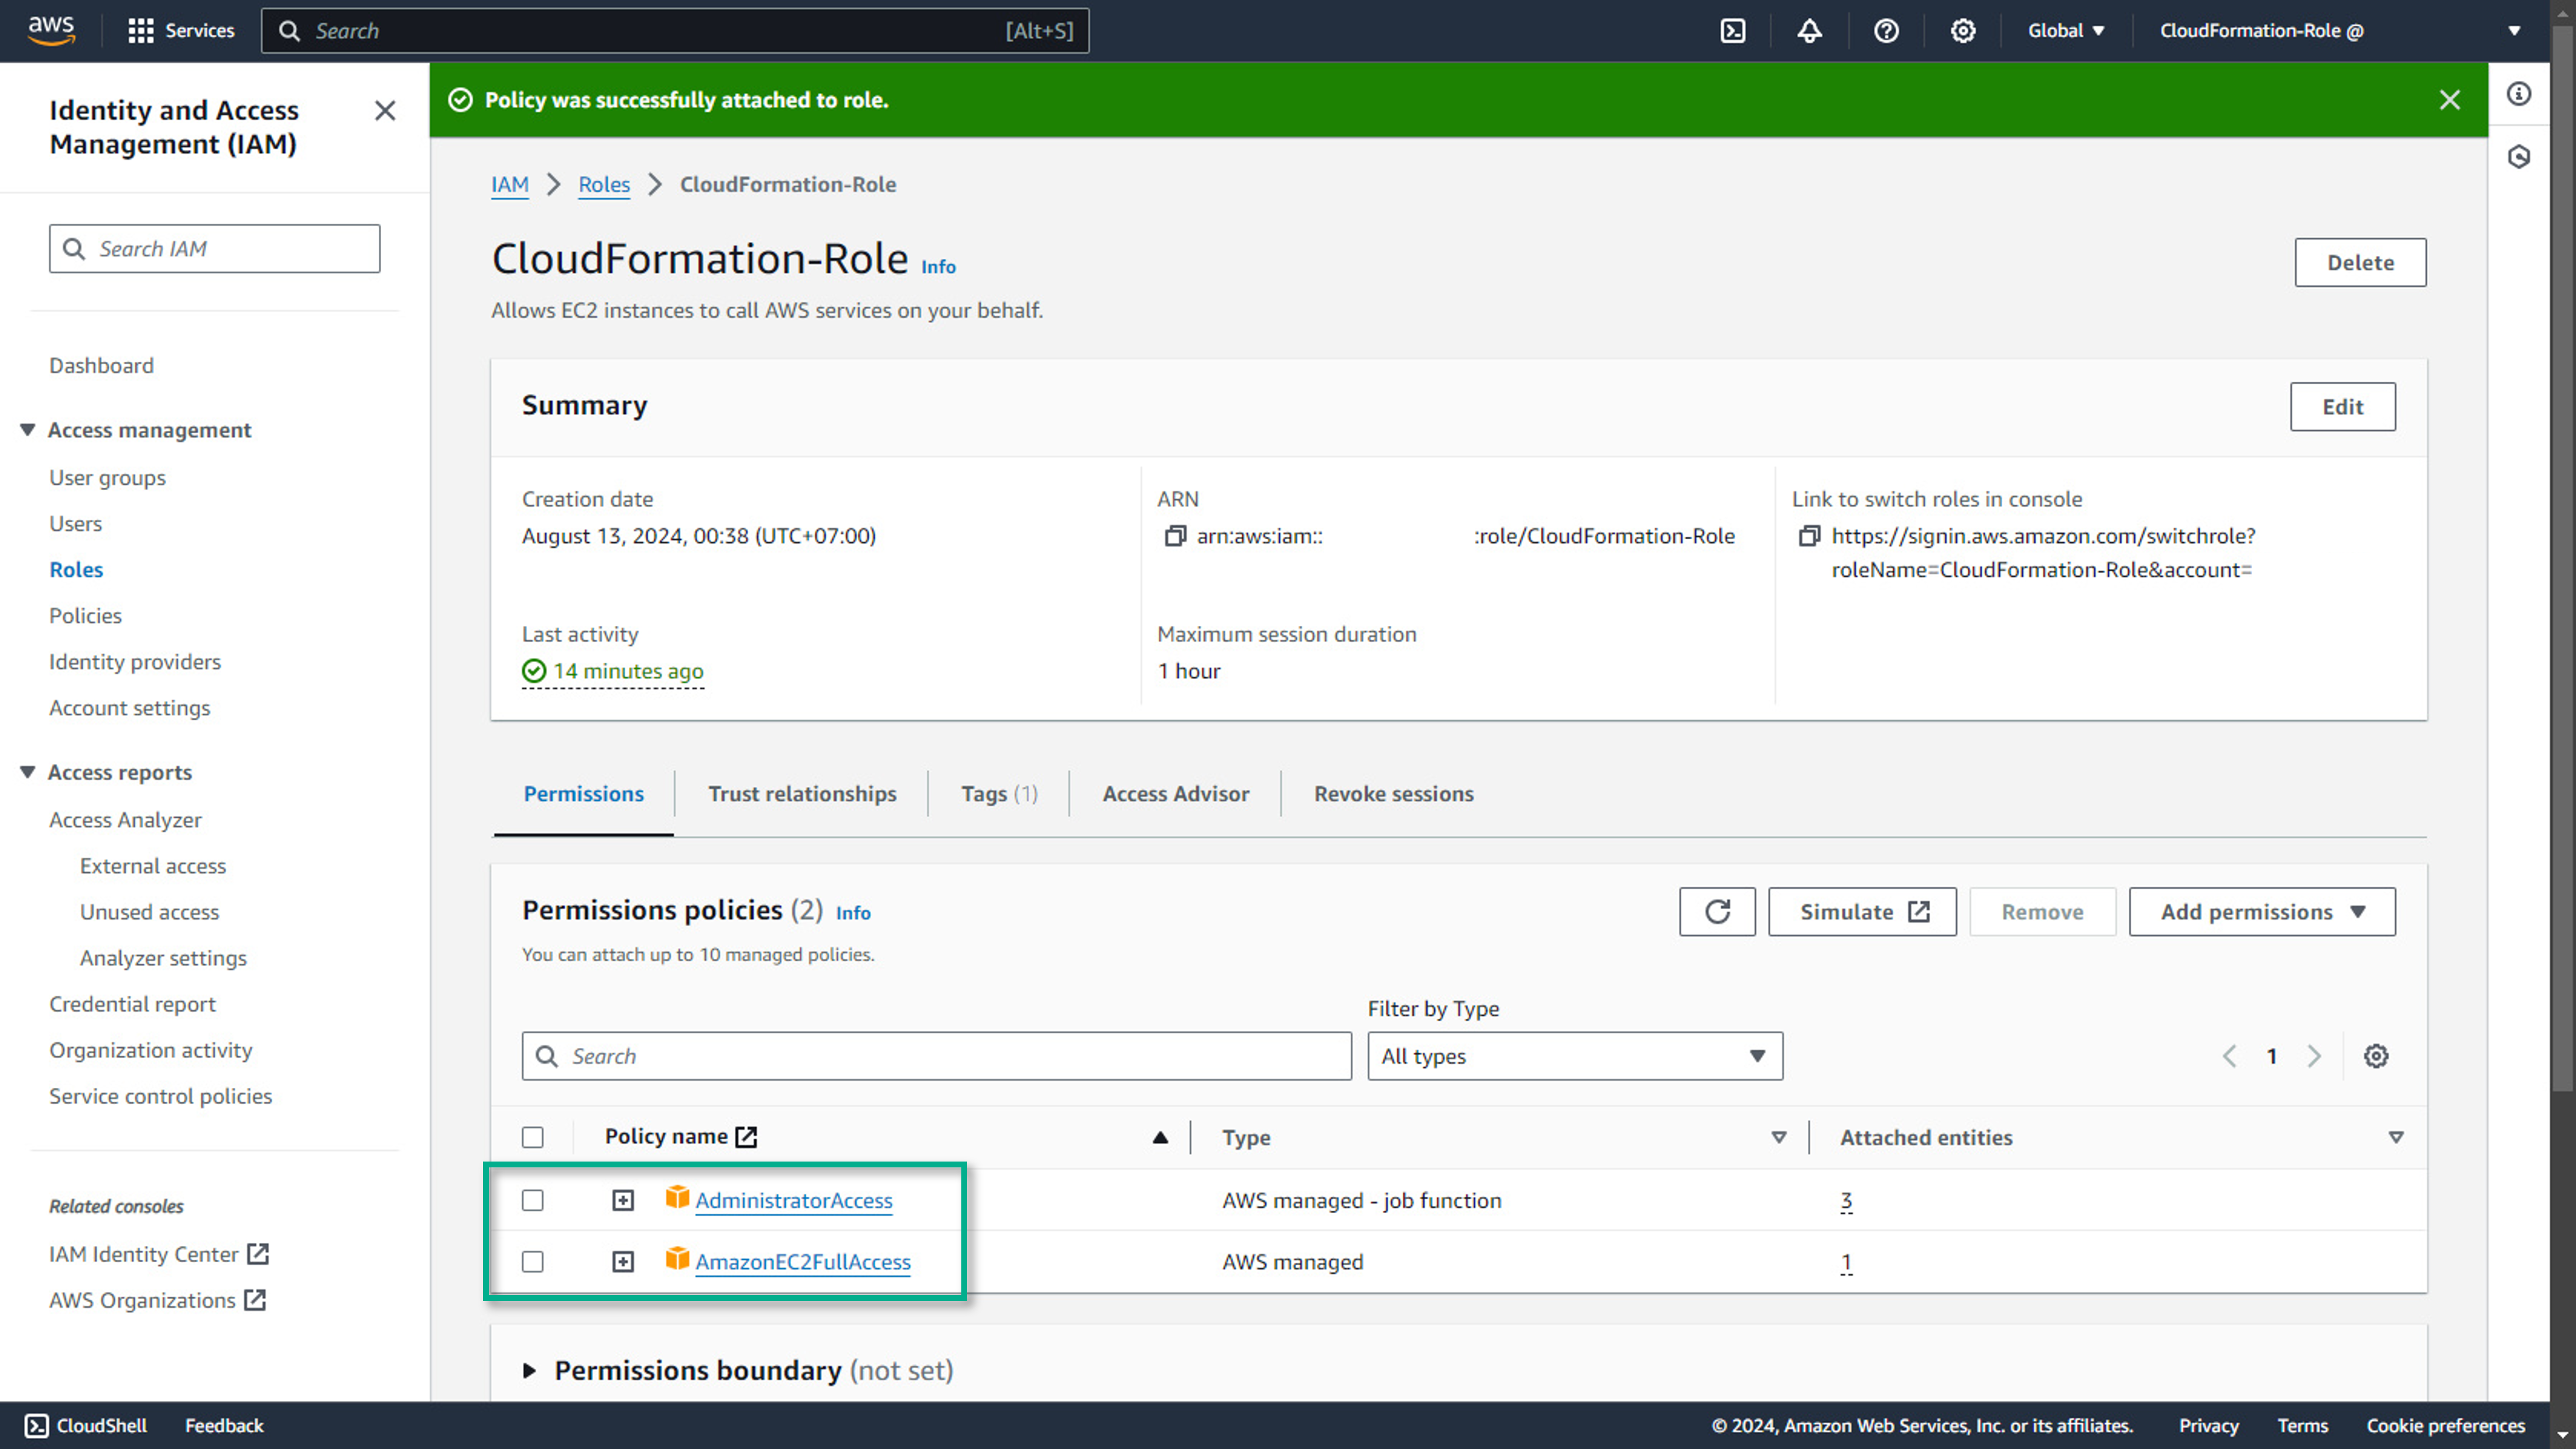 aws
Services
Search
[Alt+S]
Global
CloudFormation-Role @
Identity and Access
Management (IAM)
Search IAM
Dashboard
Access management
User groups
Users
Roles
Policies
Identity providers
Account settings
Access reports
Access Analyzer
External access
Unused access
Analyzer settings
Credential report
Organization activity
Service control policies
Related consoles
IAM Identity Center
AWS Organizations
Policy was successfully attached to role.
IAM > Roles > CloudFormation-Role
CloudFormation-Role Info
Delete
Allows EC2 instances to call AWS services on your behalf.
Summary
Edit
Creation date
August 13, 2024, 00:38 (UTC+07:00)
ARN
arn:aws:iam:: :role/CloudFormation-Role
Link to switch roles in console
https://signin.aws.amazon.com/switchrole?
roleName=CloudFormation-Role&account=
Last activity
14 minutes ago
Maximum session duration
1 hour
Permissions
Trust relationships
Tags (1)
Access Advisor
Revoke sessions
Permissions policies (2) Info
Simulate
Remove
Add permissions
You can attach up to 10 managed policies.
Filter by Type
Search
All types
1
Policy name
Type
Attached entities
AdministratorAccess
AWS managed - job function
3
AmazonEC2FullAccess
AWS managed
1
Permissions boundary (not set)
CloudShell
Feedback
© 2024, Amazon Web Services, Inc. or its affiliates.
Privacy
Terms
Cookie preferences